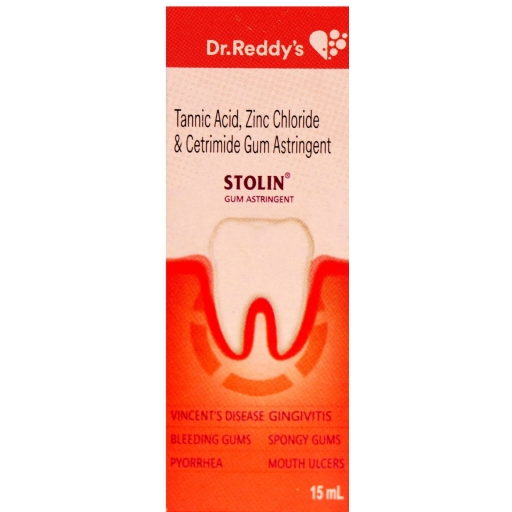 Dr.Reddy's
Tannic Acid, Zinc Chloride
& Cetrimide Gum Astringent
STOLIN®
GUM ASTRINGENT
VINCENT'S DISEASE GINGIVITIS
BLEEDING GUMS SPONGY GUMS
PYORRHEA MOUTH ULCERS
15 mL